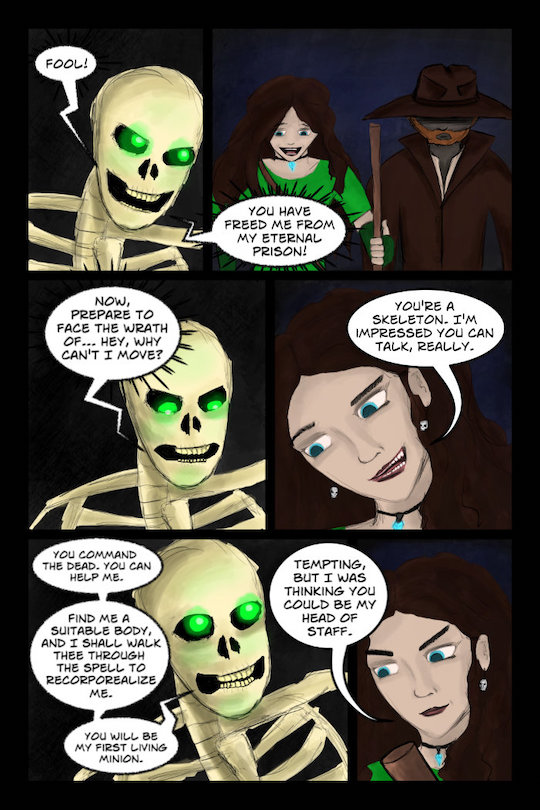 FOOL!
YOU HAVE
FREED ME FROM
MY ETERNAL
PRISON!
NOW,
PREPARE TO
FACE THE WRATH
OF... HEY, WHY
CAN'T I MOVE?
YOU'RE A
SKELETON. I'M
IMPRESSED YOU CAN
TALK, REALLY.
YOU COMMAND
THE DEAD. YOU CAN
HELP ME.
FIND ME A
SUITABLE BODY,
AND I SHALL WALK
THEE THROUGH
THE SPELL TO
RECORPOREALIZE
ME.
YOU WILL BE
MY FIRST LIVING
MINION.
TEMPTING,
BUT I WAS
THINKING YOU
COULD BE MY
HEAD OF
STAFF.